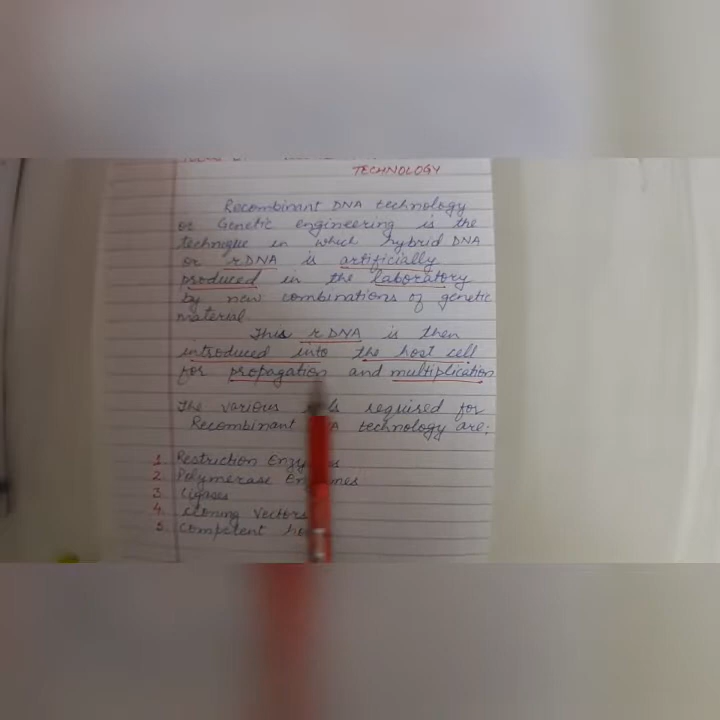 TECHNOLOGY
Recombinant DNA technology
or Genetic engineering is the
technique in which hybrid DNA
or rDNA is artificially
produced in the laboratory
by new combinations of genetic
material.
This rDNA is then
introduced into the host cell
for propagation and multiplication
The various required for
Recombinant technology are:
1. Restriction
2. Polymerase
3. Ligases
4. Cloning Vectors
5. Competent